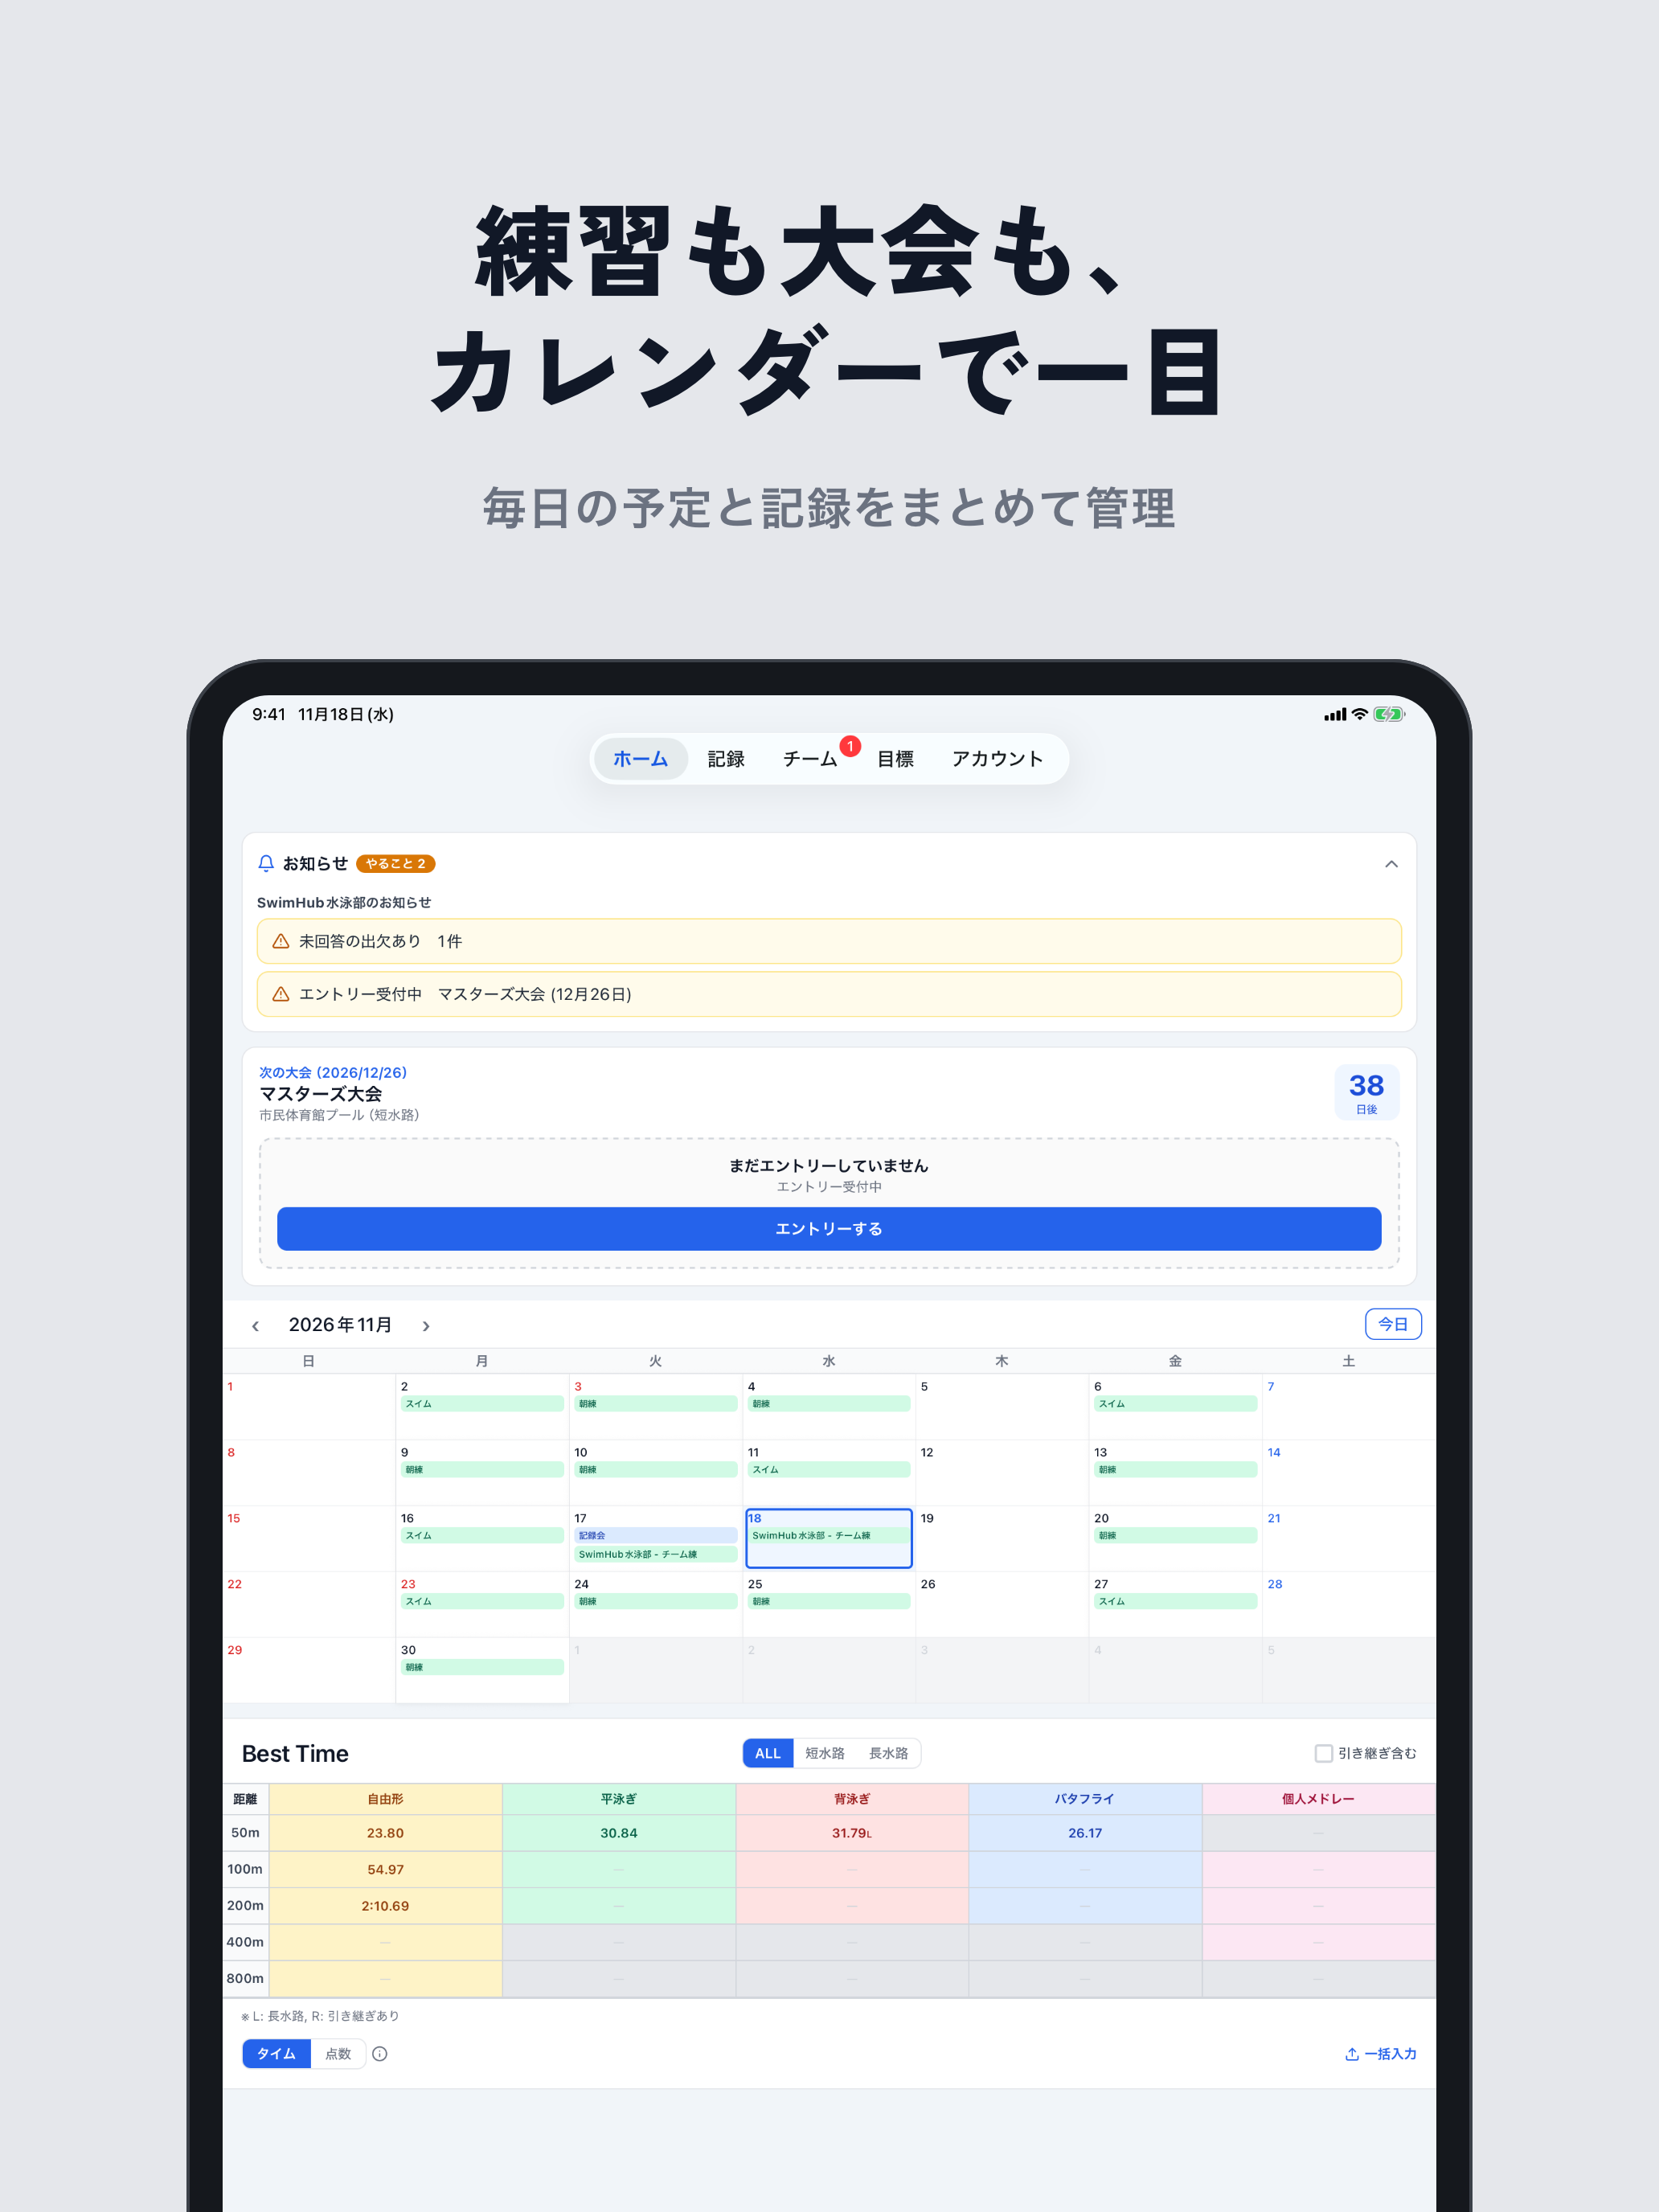 練習も大会も、
カレンダーで一目
毎日の予定と記録をまとめて管理
9:41 11月18日(水)
ホーム 記録 チーム 1 目標 アカウント
お知らせ やること 2
SwimHub水泳部のお知らせ
未回答の出欠あり 1件
エントリー受付中 マスターズ大会 (12月26日)
次の大会 (2026/12/26)
マスターズ大会
市民体育館プール (短水路)
38
日後
まだエントリーしていません
エントリー受付中
エントリーする
‹ 2026年11月 › 今日
日 月 火 水 木 金 土
1 2 3 4 5 6 7
スイム 朝練 朝練 スイム
8 9 10 11 12 13 14
朝練 朝練 スイム 朝練
15 16 17 18 19 20 21
スイム 記録会 SwimHub水泳部 - チーム練 朝練
SwimHub水泳部 - チーム練
22 23 24 25 26 27 28
スイム 朝練 朝練 スイム
29 30 1 2 3 4 5
朝練
Best Time ALL 短水路 長水路 引き継ぎ含む
距離 自由形 平泳ぎ 背泳ぎ バタフライ 個人メドレー
50m 23.80 30.84 31.79L 26.17 —
100m 54.97 — — — —
200m 2:10.69 — — — —
400m — — — — —
800m — — — — —
※ L: 長水路, R: 引き継ぎあり
タイム 点数 一括入力